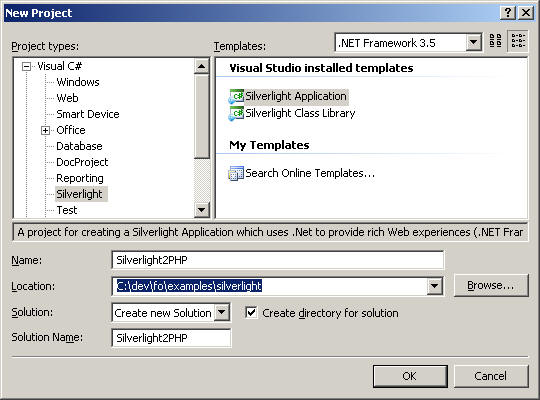 New Project
Project types:
Templates:
.NET Framework 3.5
Visual C#
Windows
Web
Smart Device
Office
Database
DocProject
Reporting
Silverlight
Test
Visual Studio installed templates
Silverlight Application
Silverlight Class Library
My Templates
Search Online Templates...
A project for creating a Silverlight Application which uses .Net to provide rich Web experiences (.NET Fran
Name:
Silverlight2PHP
Location:
C:\dev\fo\examples\silverlight
Browse...
Solution:
Create new Solution
Create directory for solution
Solution Name:
Silverlight2PHP
OK
Cancel